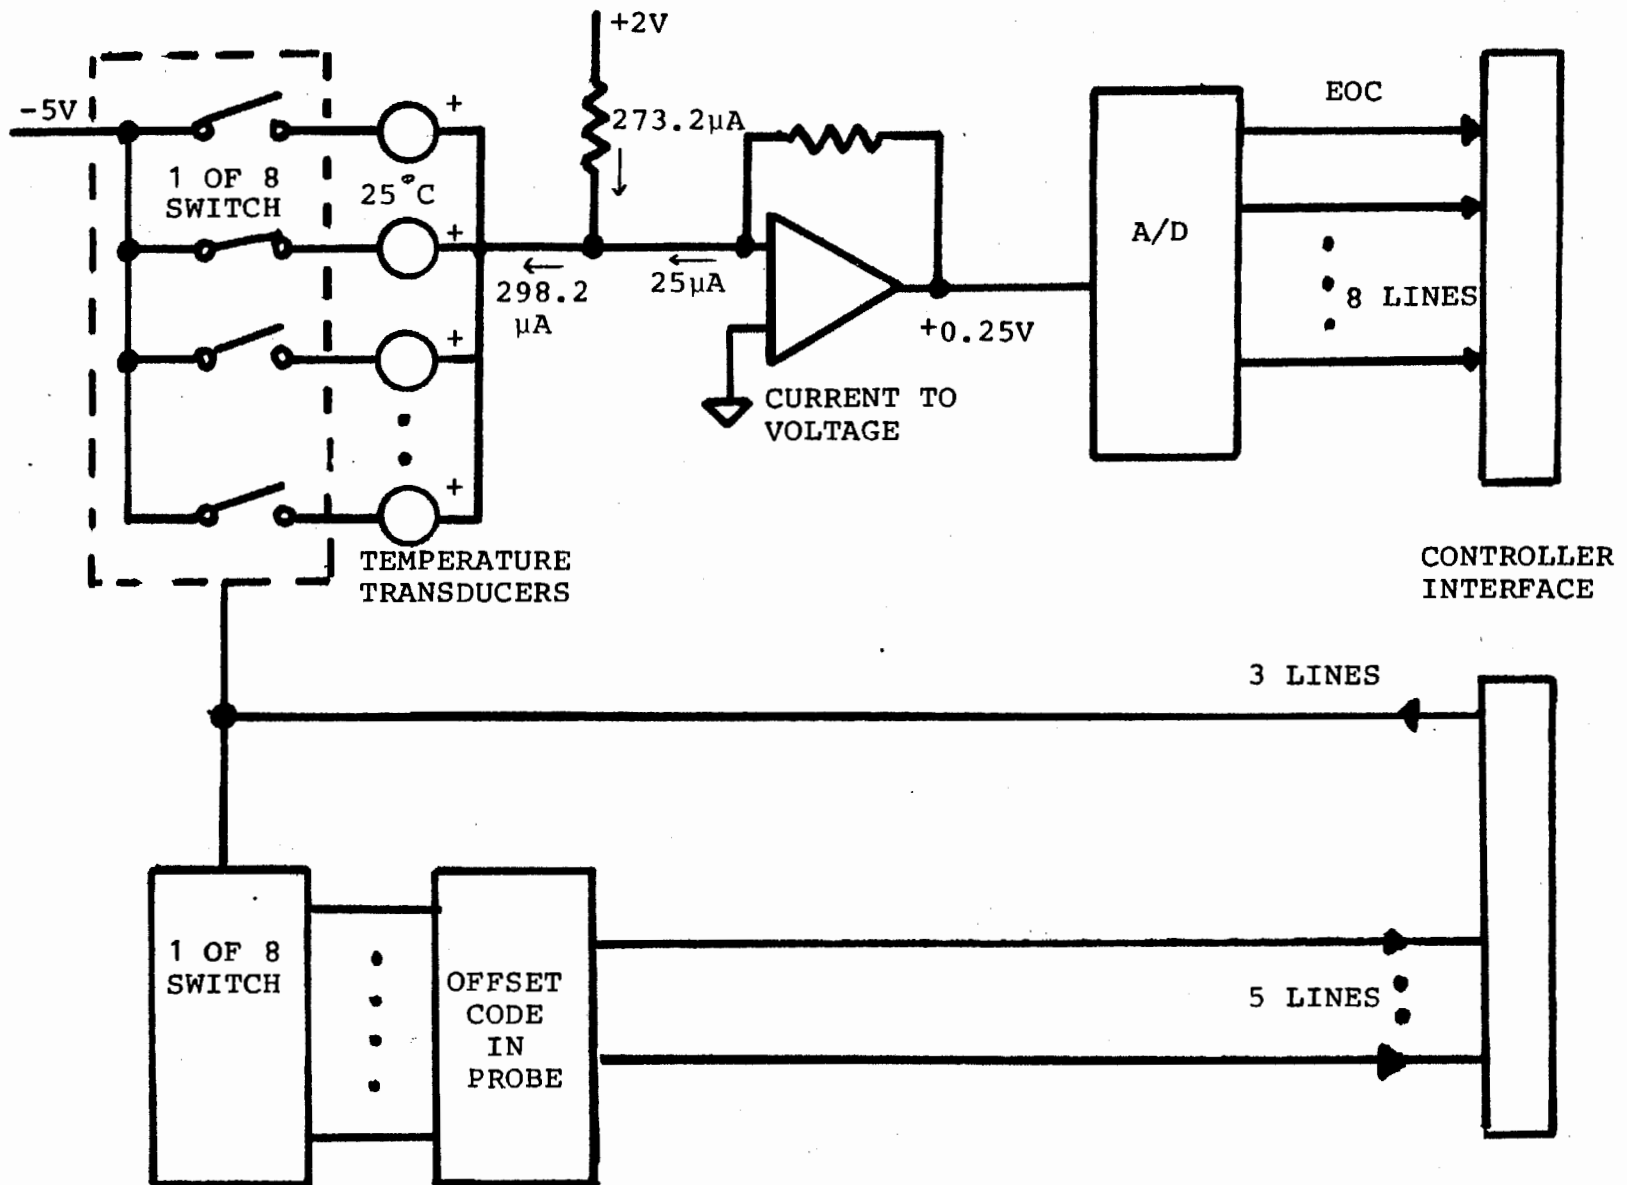 +2V
-5V
+
273.2μA
EOC
1 OF 8
SWITCH
25°C
+
A/D
298.2
μA
25μA
8 LINES
+
+0.25V
CURRENT TO
VOLTAGE
+
TEMPERATURE
TRANSDUCERS
CONTROLLER
INTERFACE
3 LINES
1 OF 8
SWITCH
OFFSET
CODE
IN
PROBE
5 LINES